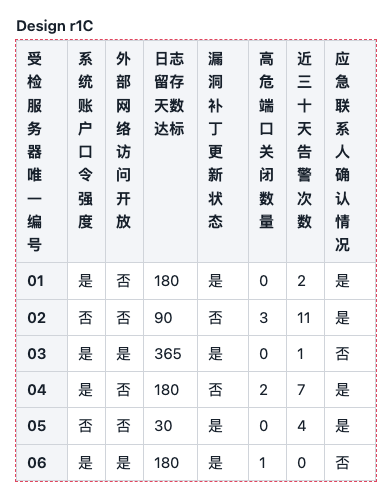 Design r1C
受检服务器唯一编号 系统账户口令强度 外部网络访问开放 日志留存天数达标 漏洞补丁更新状态 高危端口关闭数量 近三十天告警次数 应急联系人确认情况
01 是 否 180 是 0 2 是
02 否 否 90 否 3 11 是
03 是 是 365 是 0 1 否
04 是 否 180 否 2 7 是
05 否 否 30 是 0 4 是
06 是 是 180 是 1 0 否